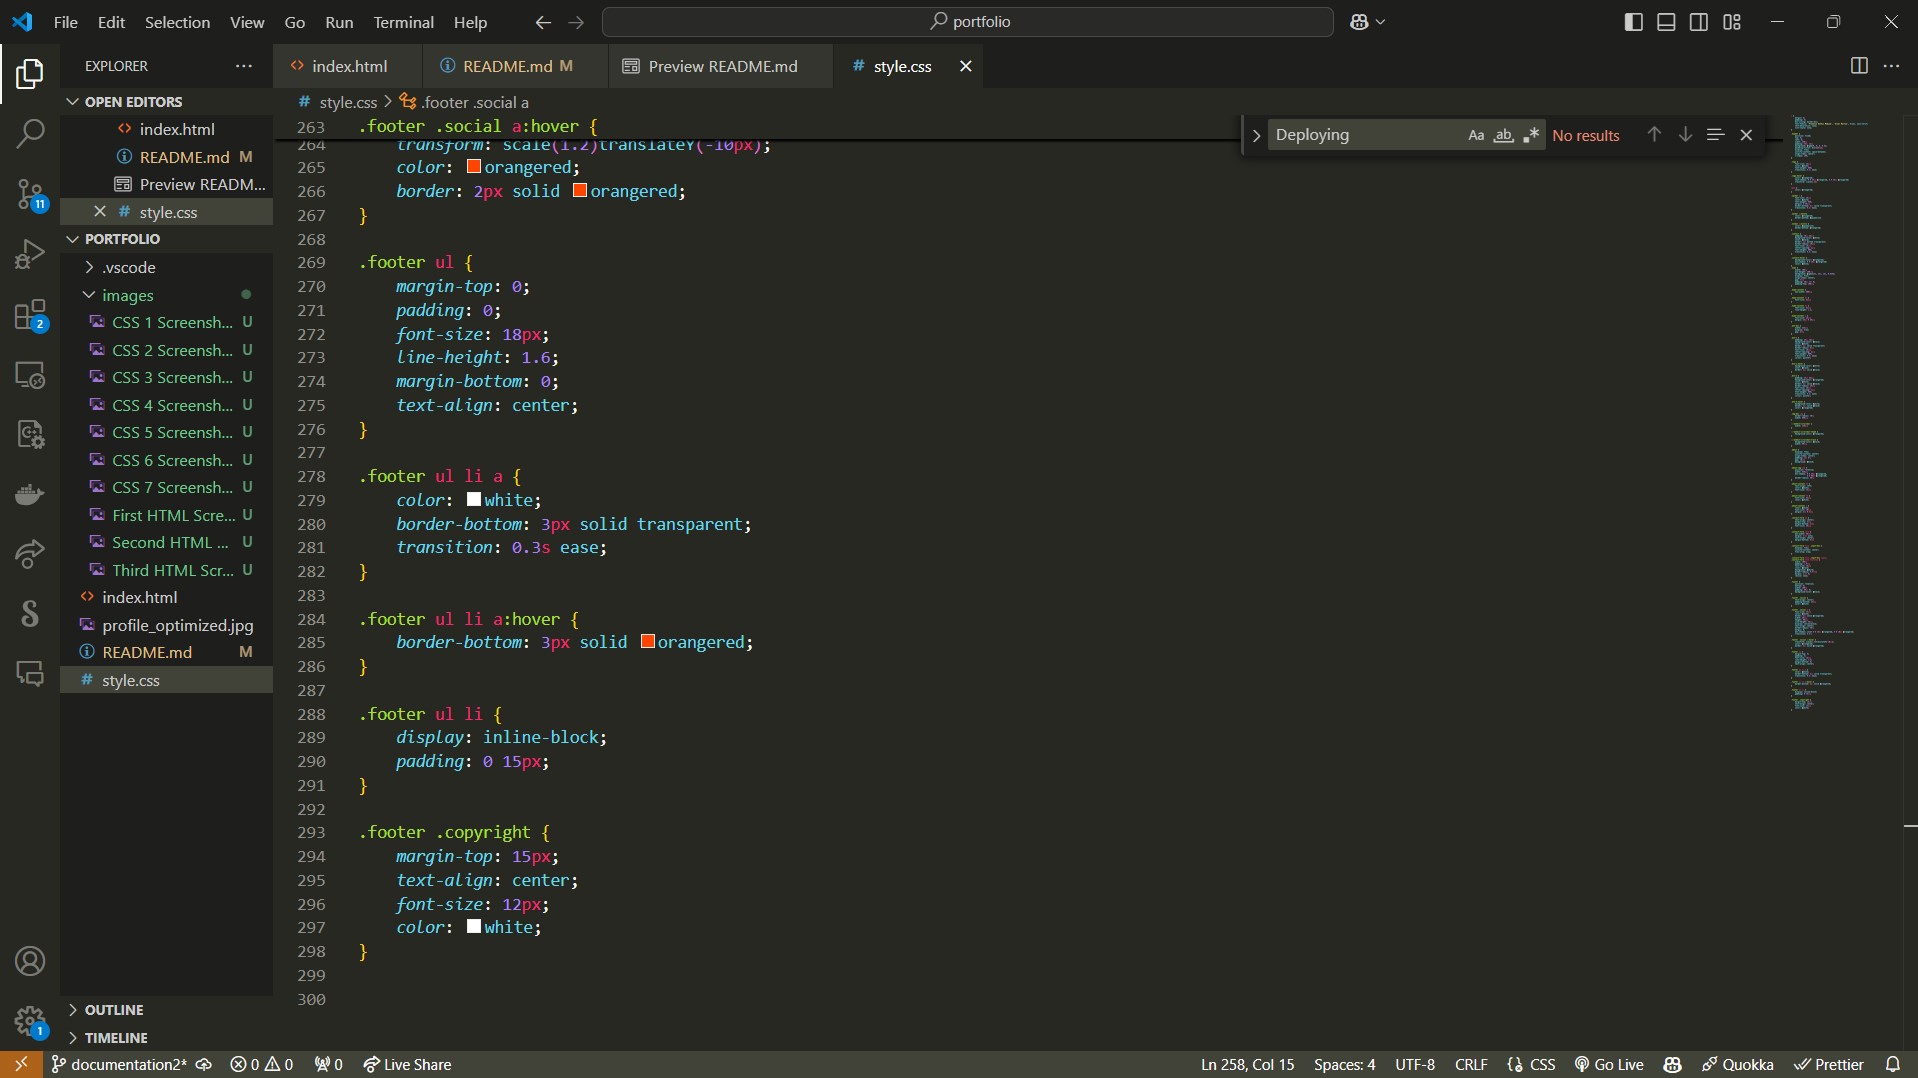 File Edit Selection View Go Run Terminal Help
portfolio
EXPLORER
OPEN EDITORS
index.html
README.md M
Preview READM...
style.css
PORTFOLIO
.vscode
images
CSS 1 Screensh... U
CSS 2 Screensh... U
CSS 3 Screensh... U
CSS 4 Screensh... U
CSS 5 Screensh... U
CSS 6 Screensh... U
CSS 7 Screensh... U
First HTML Scre... U
Second HTML ... U
Third HTML Scr... U
index.html
profile_optimized.jpg
README.md M
style.css
OUTLINE
TIMELINE
11
2
1
index.html README.md M Preview README.md # style.css
# style.css > .footer .social a
Deploying Aa ab No results
263 .footer .social a:hover {
264 transform: scale(1.2)translateY(-10px);
265 color: orangered;
266 border: 2px solid orangered;
267 }
268
269 .footer ul {
270 margin-top: 0;
271 padding: 0;
272 font-size: 18px;
273 line-height: 1.6;
274 margin-bottom: 0;
275 text-align: center;
276 }
277
278 .footer ul li a {
279 color: white;
280 border-bottom: 3px solid transparent;
281 transition: 0.3s ease;
282 }
283
284 .footer ul li a:hover {
285 border-bottom: 3px solid orangered;
286 }
287
288 .footer ul li {
289 display: inline-block;
290 padding: 0 15px;
291 }
292
293 .footer .copyright {
294 margin-top: 15px;
295 text-align: center;
296 font-size: 12px;
297 color: white;
298 }
299
300
documentation2* 0 0 0 Live Share Ln 258, Col 15 Spaces: 4 UTF-8 CRLF {} CSS Go Live Quokka Prettier